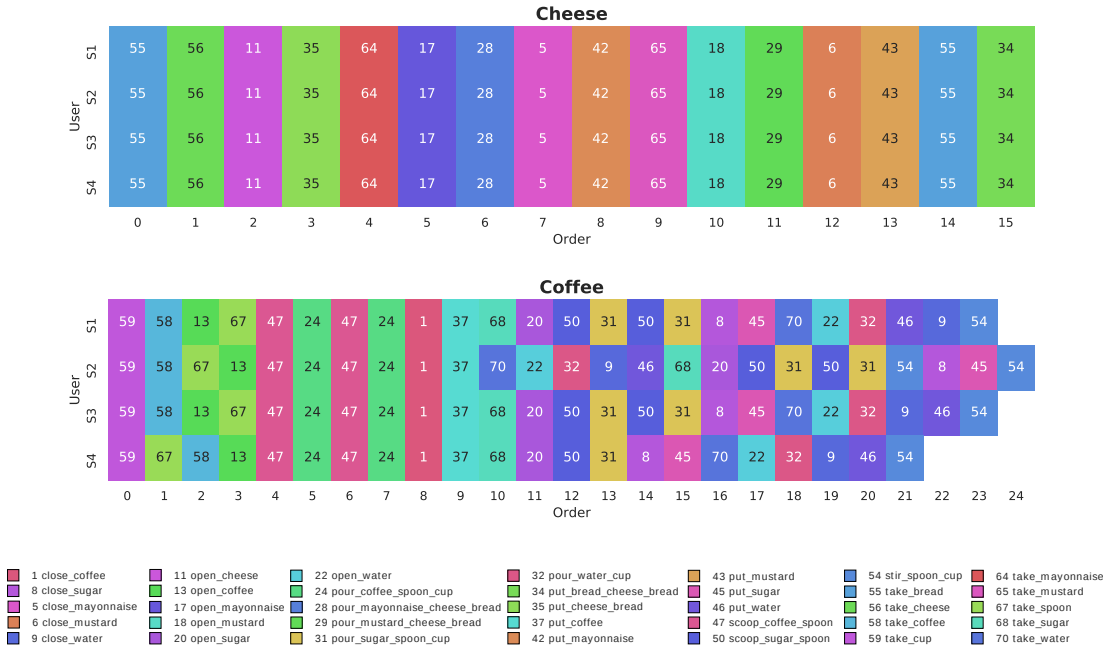 Cheese
S1 55 56 11 35 64 17 28 5 42 65 18 29 6 43 55 34
S2 55 56 11 35 64 17 28 5 42 65 18 29 6 43 55 34
S3 55 56 11 35 64 17 28 5 42 65 18 29 6 43 55 34
S4 55 56 11 35 64 17 28 5 42 65 18 29 6 43 55 34
User
0 1 2 3 4 5 6 7 8 9 10 11 12 13 14 15
Order
Coffee
S1 59 58 13 67 47 24 47 24 1 37 68 20 50 31 50 31 8 45 70 22 32 46 9 54
S2 59 58 67 13 47 24 47 24 1 37 70 22 32 9 46 68 20 50 31 50 31 54 8 45 54
S3 59 58 13 67 47 24 47 24 1 37 68 20 50 31 50 31 8 45 70 22 32 9 46 54
S4 59 67 58 13 47 24 47 24 1 37 68 20 50 31 8 45 70 22 32 9 46 54
User
0 1 2 3 4 5 6 7 8 9 10 11 12 13 14 15 16 17 18 19 20 21 22 23 24
Order
1 close_coffee 11 open_cheese 22 open_water 32 pour_water_cup 43 put_mustard 54 stir_spoon_cup 64 take_mayonnaise
8 close_sugar 13 open_coffee 24 pour_coffee_spoon_cup 34 put_bread_cheese_bread 45 put_sugar 55 take_bread 65 take_mustard
5 close_mayonnaise 17 open_mayonnaise 28 pour_mayonnaise_cheese_bread 35 put_cheese_bread 46 put_water 56 take_cheese 67 take_spoon
6 close_mustard 18 open_mustard 29 pour_mustard_cheese_bread 37 put_coffee 47 scoop_coffee_spoon 58 take_coffee 68 take_sugar
9 close_water 20 open_sugar 31 pour_sugar_spoon_cup 42 put_mayonnaise 50 scoop_sugar_spoon 59 take_cup 70 take_water